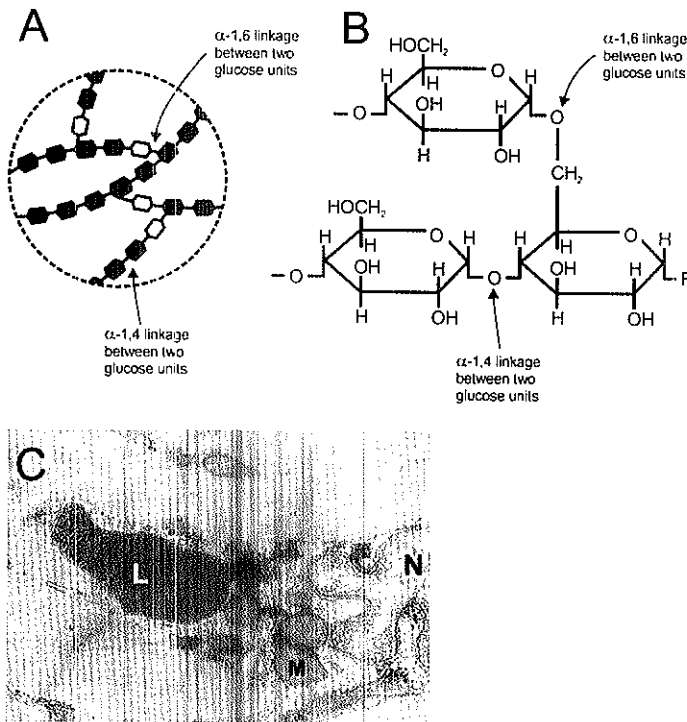 A
α-1,6 linkage
between two
glucose units
α-1,4 linkage
between two
glucose units
B
α-1,6 linkage
between two
glucose units
HOCH₂
H
O
H
H
OH
H
– O
O
H
OH
CH₂
HOCH₂
H
O
H
H
H
O
H
H
OH
H
H
OH
H
– O
O
R
H
OH
H
OH
α-1,4 linkage
between two
glucose units
C
L
N
M